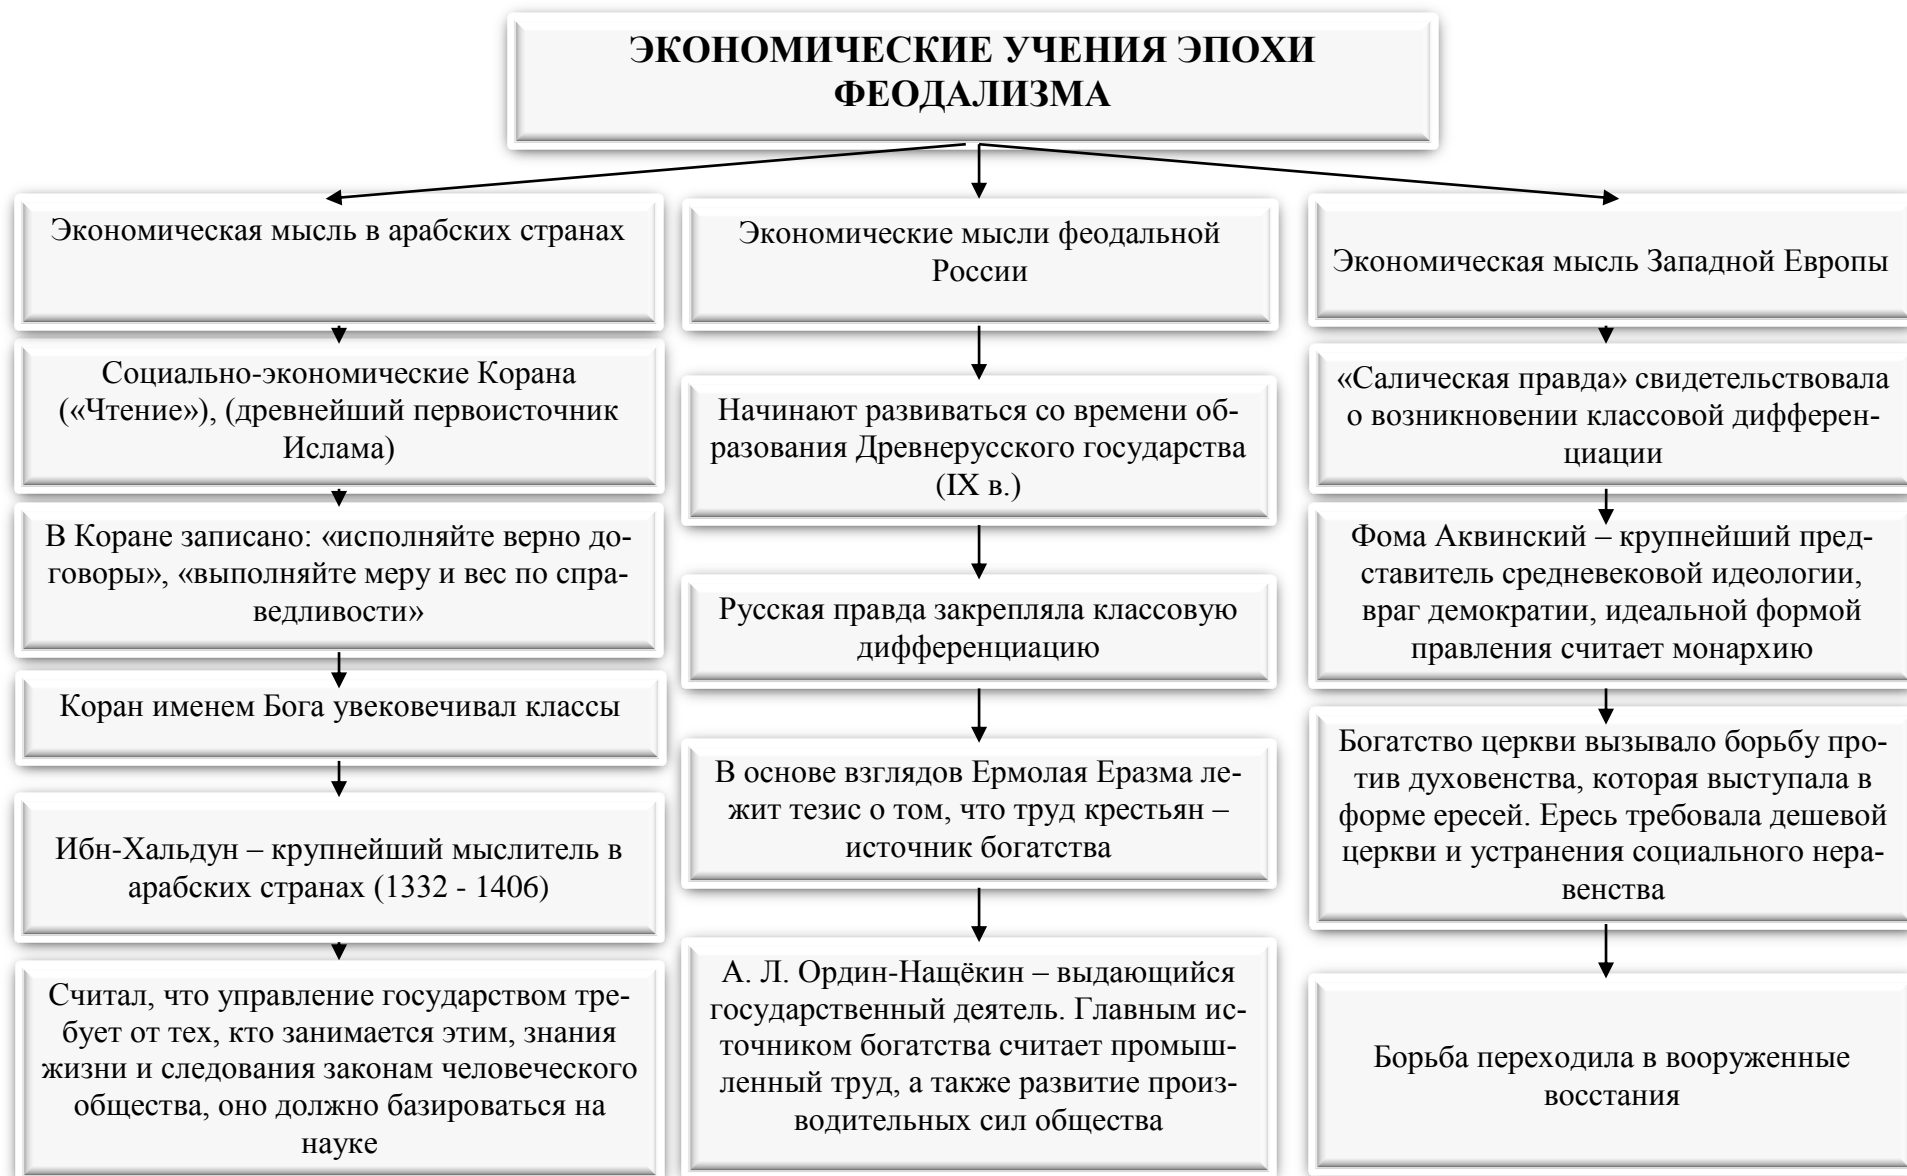 ЭКОНОМИЧЕСКИЕ УЧЕНИЯ ЭПОХИ
ФЕОДАЛИЗМА
Экономическая мысль в арабских странах
Социально-экономические Корана
(«Чтение»), (древнейший первоисточник
Ислама)
В Коране записано: «исполняйте верно до-
говоры», «выполняйте меру и вес по спра-
ведливости»
Коран именем Бога увековечивал классы
Ибн-Хальдун – крупнейший мыслитель в
арабских странах (1332 - 1406)
Считал, что управление государством тре-
бует от тех, кто занимается этим, знания
жизни и следования законам человеческого
общества, оно должно базироваться на
науке
Экономические мысли феодальной
России
Начинают развиваться со времени об-
разования Древнерусского государства
(IX в.)
Русская правда закрепляла классовую
дифференциацию
В основе взглядов Ермолая Еразма ле-
жит тезис о том, что труд крестьян –
источник богатства
А. Л. Ордин-Нащёкин – выдающийся
государственный деятель. Главным ис-
точником богатства считает промыш-
ленный труд, а также развитие произ-
водительных сил общества
Экономическая мысль Западной Европы
«Салическая правда» свидетельствовала
о возникновении классовой дифферен-
циации
Фома Аквинский – крупнейший пред-
ставитель средневековой идеологии,
враг демократии, идеальной формой
правления считает монархию
Богатство церкви вызывало борьбу про-
тив духовенства, которая выступала в
форме ересей. Ересь требовала дешевой
церкви и устранения социального нера-
венства
Борьба переходила в вооруженные
восстания